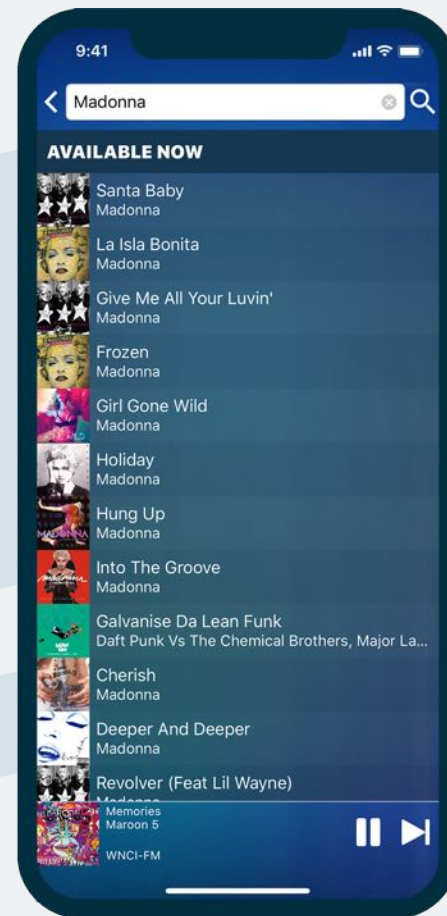 9:41
Madonna
AVAILABLE NOW
Santa Baby
Madonna
La Isla Bonita
Madonna
Give Me All Your Luvin'
Madonna
Frozen
Madonna
Girl Gone Wild
Madonna
Holiday
Madonna
Hung Up
Madonna
Into The Groove
Madonna
Galvanise Da Lean Funk
Daft Punk Vs The Chemical Brothers, Major La...
Cherish
Madonna
Deeper And Deeper
Madonna
Revolver (Feat Lil Wayne)
Madonna
Memories
Maroon 5
WNCI-FM